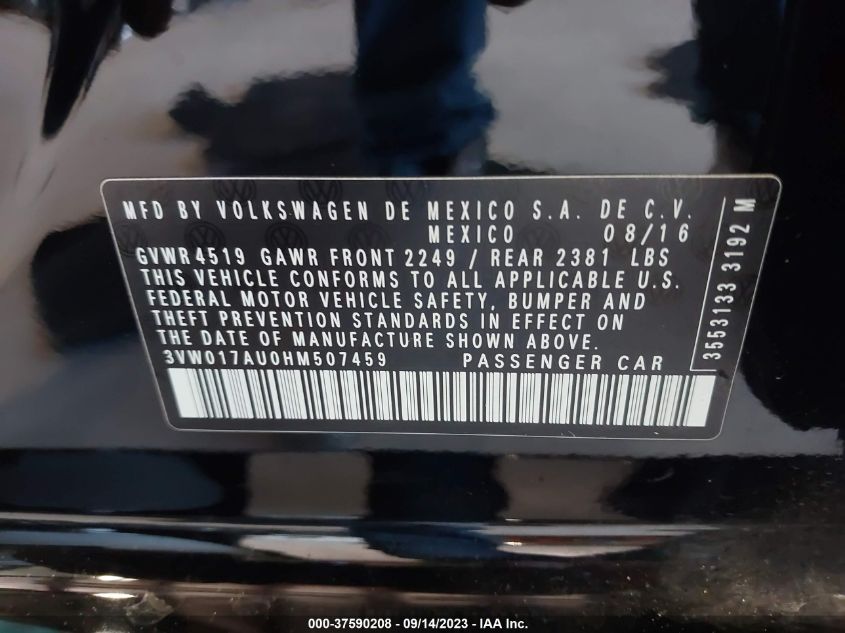 MFD BY VOLKSWAGEN DE MEXICO S.A. DE C.V.
MEXICO 08/16
GVWR 4519 GAWR FRONT 2249 / REAR 2381 LBS
THIS VEHICLE CONFORMS TO ALL APPLICABLE U.S.
FEDERAL MOTOR VEHICLE SAFETY, BUMPER AND
THEFT PREVENTION STANDARDS IN EFFECT ON
THE DATE OF MANUFACTURE SHOWN ABOVE.
3VW017AU0HM507459 PASSENGER CAR
3553133 3192 M
000-37590208 - 09/14/2023 - IAA Inc.